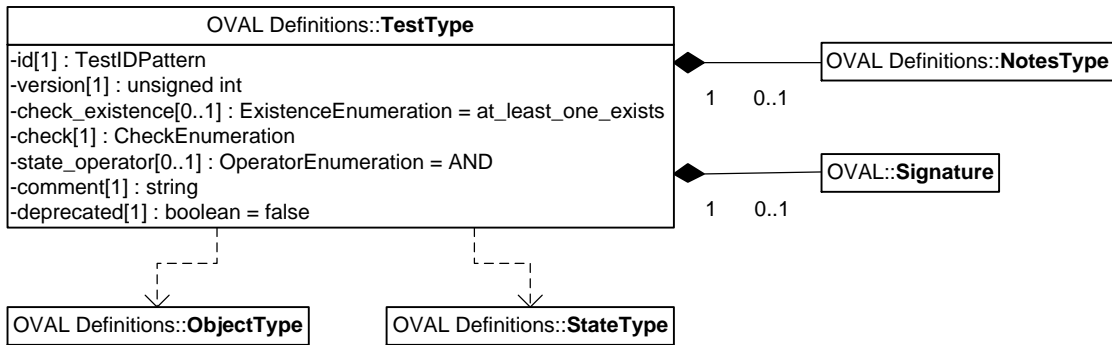 OVAL Definitions::TestType
-id[1] : TestIDPattern
-version[1] : unsigned int
-check_existence[0..1] : ExistenceEnumeration = at_least_one_exists
-check[1] : CheckEnumeration
-state_operator[0..1] : OperatorEnumeration = AND
-comment[1] : string
-deprecated[1] : boolean = false
OVAL Definitions::NotesType
1 0..1
OVAL::Signature
1 0..1
OVAL Definitions::ObjectType
OVAL Definitions::StateType